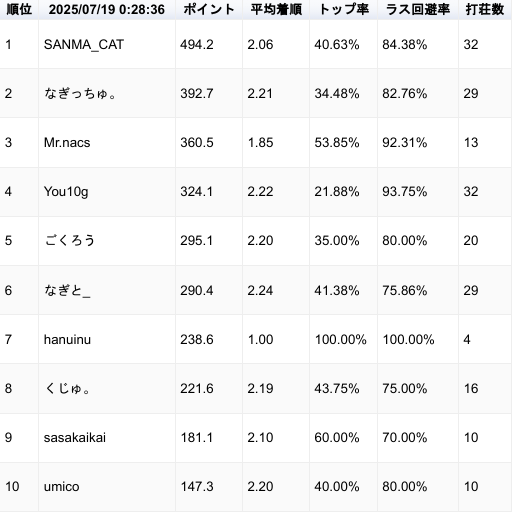 順位 2025/07/19 0:28:36 ポイント 平均着順 トップ率 ラス回避率 打荘数
1 SANMA_CAT 494.2 2.06 40.63% 84.38% 32
2 なぎっちゅ。 392.7 2.21 34.48% 82.76% 29
3 Mr.nacs 360.5 1.85 53.85% 92.31% 13
4 You10g 324.1 2.22 21.88% 93.75% 32
5 ごくろう 295.1 2.20 35.00% 80.00% 20
6 なぎと_ 290.4 2.24 41.38% 75.86% 29
7 hanuinu 238.6 1.00 100.00% 100.00% 4
8 くじゅ。 221.6 2.19 43.75% 75.00% 16
9 sasakaikai 181.1 2.10 60.00% 70.00% 10
10 umico 147.3 2.20 40.00% 80.00% 10